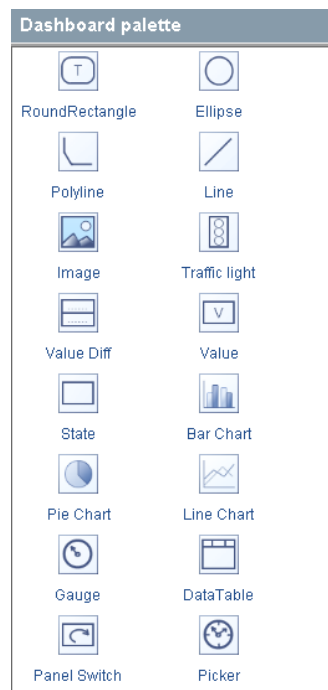 Dashboard palette
T
RoundRectangle Ellipse
Polyline Line
Image Traffic light
V
Value Diff Value
State Bar Chart
Pie Chart Line Chart
Gauge DataTable
Panel Switch Picker